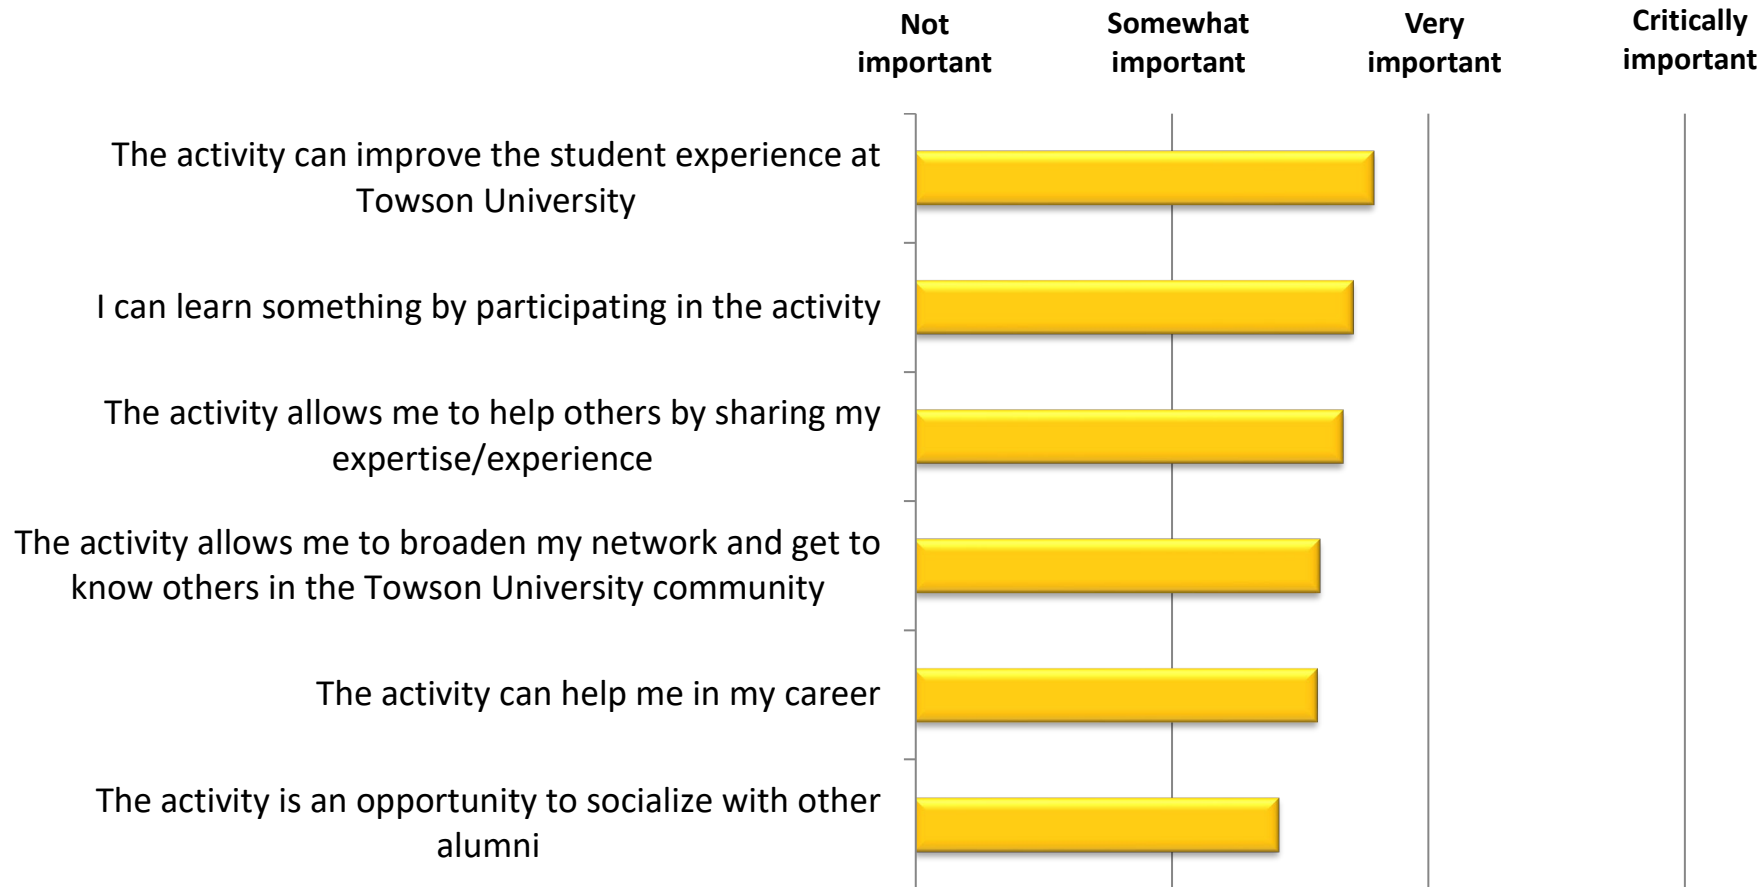 Not
important
Somewhat
important
Very
important
Critically
important
The activity can improve the student experience at
Towson University
I can learn something by participating in the activity
The activity allows me to help others by sharing my
expertise/experience
The activity allows me to broaden my network and get to
know others in the Towson University community
The activity can help me in my career
The activity is an opportunity to socialize with other
alumni